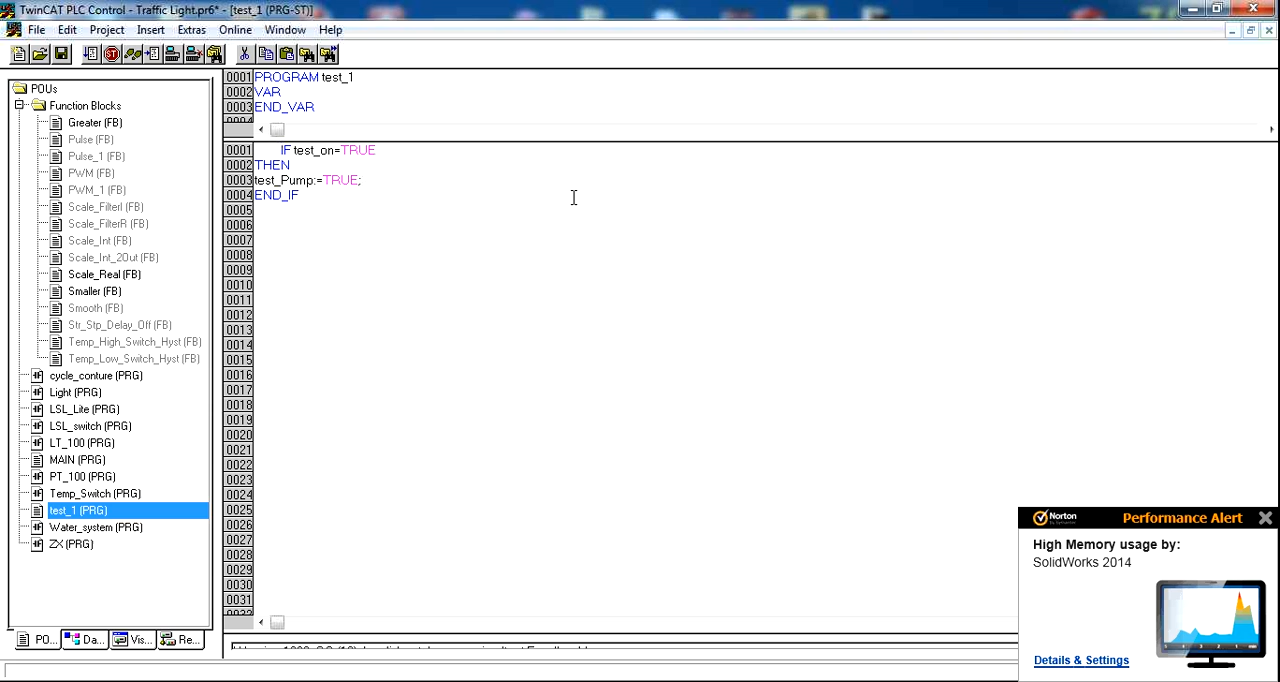 TwinCAT PLC Control - Traffic Light.pr6* - [test_1 (PRG-ST)]
File Edit Project Insert Extras Online Window Help
POUs
Function Blocks
Greater (FB)
Pulse (FB)
Pulse_1 (FB)
PWM (FB)
PWM_1 (FB)
Scale_FilterI (FB)
Scale_FilterR (FB)
Scale_Int (FB)
Scale_Int_2Out (FB)
Scale_Real (FB)
Smaller (FB)
Smooth (FB)
Str_Stp_Delay_Off (FB)
Temp_High_Switch_Hyst (FB)
Temp_Low_Switch_Hyst (FB)
cycle_conture (PRG)
Light (PRG)
LSL_Lite (PRG)
LSL_switch (PRG)
LT_100 (PRG)
MAIN (PRG)
PT_100 (PRG)
Temp_Switch (PRG)
test_1 (PRG)
Water_system (PRG)
ZX (PRG)
PO... Da... Vis... Re...
0001 PROGRAM test_1
0002 VAR
0003 END_VAR
0004
0001 IF test_on=TRUE
0002 THEN
0003 test_Pump:=TRUE;
0004 END_IF
0005
0006
0007
0008
0009
0010
0011
0012
0013
0014
0015
0016
0017
0018
0019
0020
0021
0022
0023
0024
0025
0026
0027
0028
0029
0030
0031
0032
Norton
by Symantec
Performance Alert
High Memory usage by:
SolidWorks 2014
Details & Settings